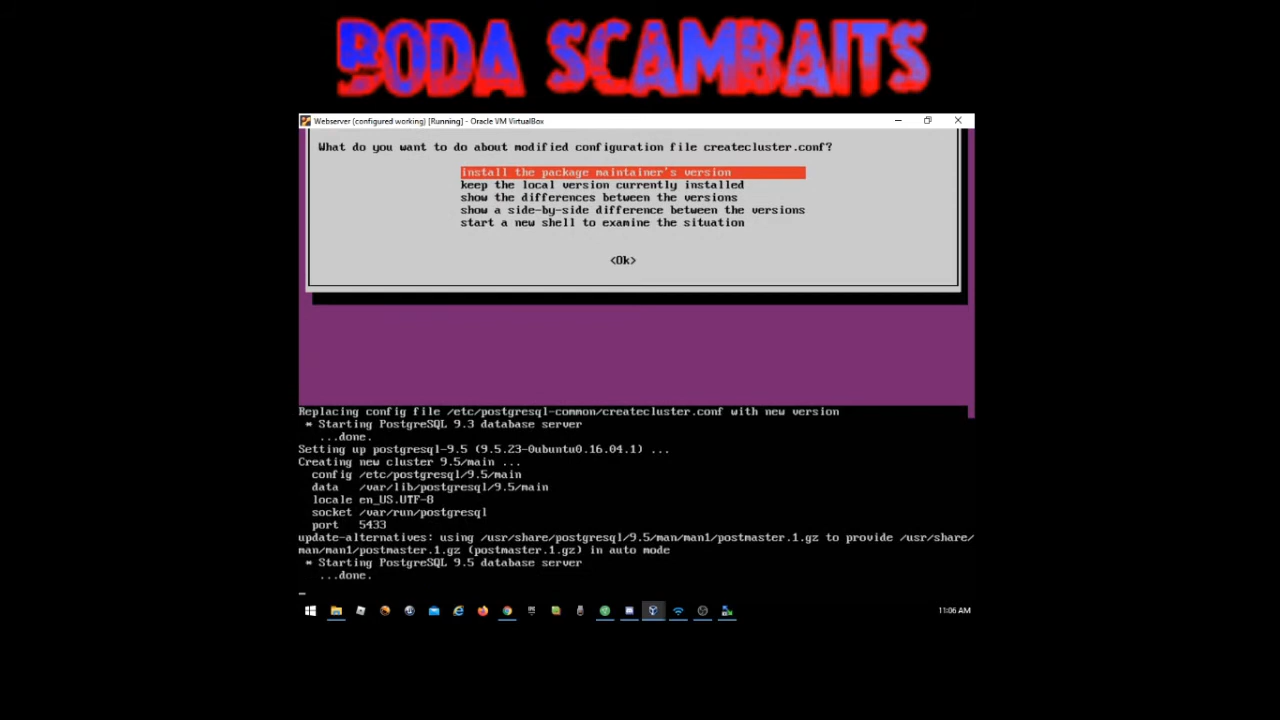 BODA SCAMBAITS
Webserver (configured working) [Running] - Oracle VM VirtualBox
What do you want to do about modified configuration file createcluster.conf?
install the package maintainer's version
keep the local version currently installed
show the differences between the versions
show a side-by-side difference between the versions
start a new shell to examine the situation
<Ok>
Replacing config file /etc/postgresql-common/createcluster.conf with new version
* Starting PostgreSQL 9.3 database server
...done.
Setting up postgresql-9.5 (9.5.23-0ubuntu0.16.04.1) ...
Creating new cluster 9.5/main ...
config /etc/postgresql/9.5/main
data /var/lib/postgresql/9.5/main
locale en_US.UTF-8
socket /var/run/postgresql
port 5433
update-alternatives: using /usr/share/postgresql/9.5/man/man1/postmaster.1.gz to provide /usr/share/
man/man1/postmaster.1.gz (postmaster.1.gz) in auto mode
* Starting PostgreSQL 9.5 database server
...done.
11:06 AM